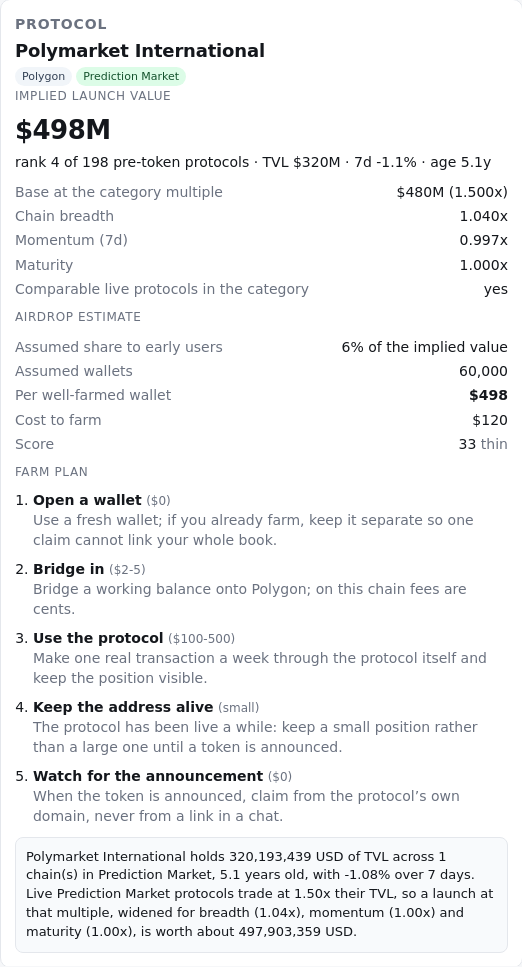 PROTOCOL
Polymarket International
Polygon Prediction Market
IMPLIED LAUNCH VALUE
$498M
rank 4 of 198 pre-token protocols · TVL $320M · 7d -1.1% · age 5.1y
Base at the category multiple $480M (1.500x)
Chain breadth 1.040x
Momentum (7d) 0.997x
Maturity 1.000x
Comparable live protocols in the category yes
AIRDROP ESTIMATE
Assumed share to early users 6% of the implied value
Assumed wallets 60,000
Per well-farmed wallet $498
Cost to farm $120
Score 33 thin
FARM PLAN
1. Open a wallet ($0)
Use a fresh wallet; if you already farm, keep it separate so one
claim cannot link your whole book.
2. Bridge in ($2-5)
Bridge a working balance onto Polygon; on this chain fees are
cents.
3. Use the protocol ($100-500)
Make one real transaction a week through the protocol itself and
keep the position visible.
4. Keep the address alive (small)
The protocol has been live a while: keep a small position rather
than a large one until a token is announced.
5. Watch for the announcement ($0)
When the token is announced, claim from the protocol’s own
domain, never from a link in a chat.
Polymarket International holds 320,193,439 USD of TVL across 1
chain(s) in Prediction Market, 5.1 years old, with -1.08% over 7 days.
Live Prediction Market protocols trade at 1.50x their TVL, so a launch at
that multiple, widened for breadth (1.04x), momentum (1.00x) and
maturity (1.00x), is worth about 497,903,359 USD.